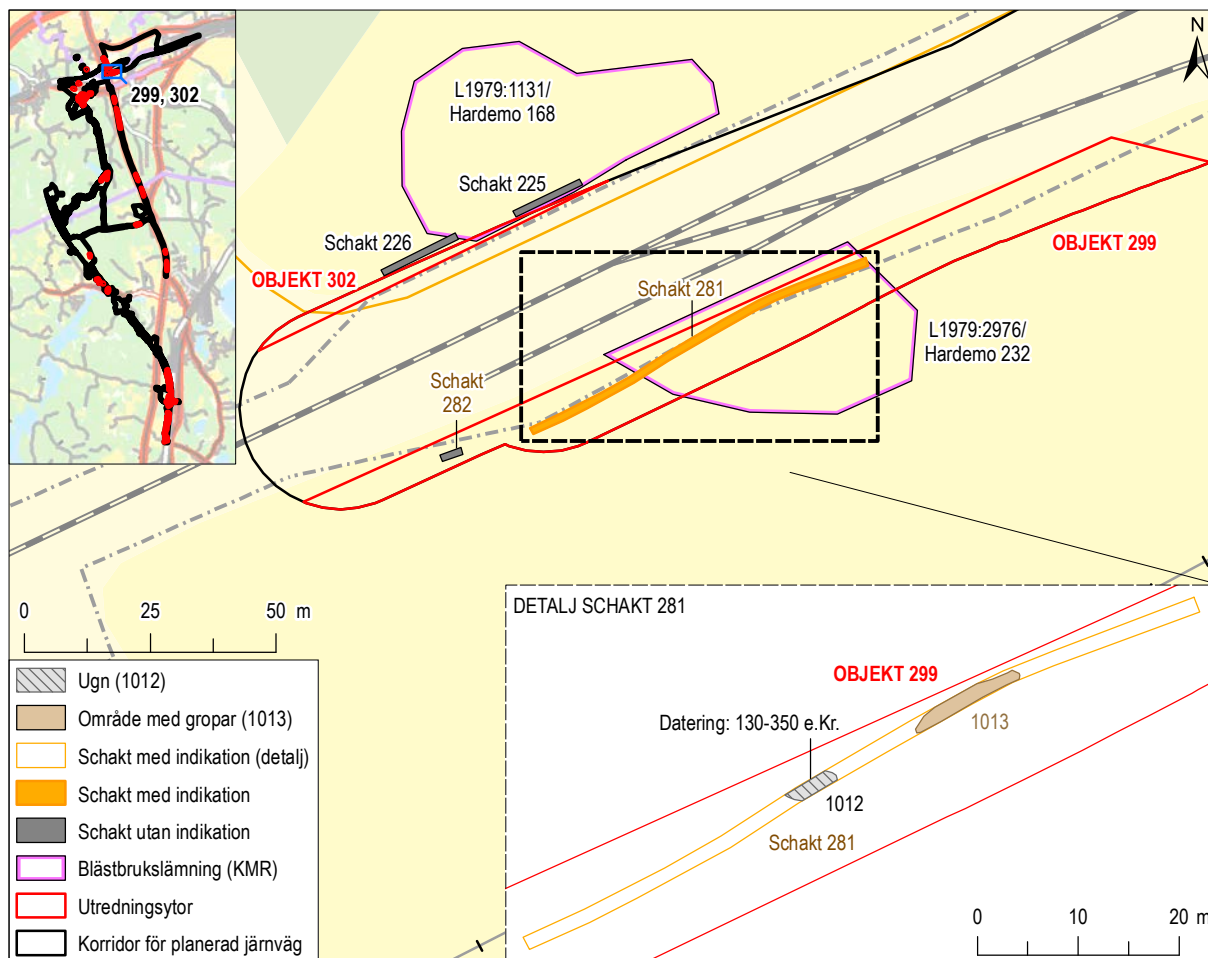 299, 302
N
L1979:1131/
Hardemo 168
Schakt 225
Schakt 226
OBJEKT 302
OBJEKT 299
Schakt 281
L1979:2976/
Hardemo 232
Schakt
282
0 25 50 m
Ugn (1012)
Område med gropar (1013)
Schakt med indikation (detalj)
Schakt med indikation
Schakt utan indikation
Blästbrukslämning (KMR)
Utredningsytor
Korridor för planerad järnväg
DETALJ SCHAKT 281
OBJEKT 299
Datering: 130-350 e.Kr.
1013
1012
Schakt 281
0 10 20 m